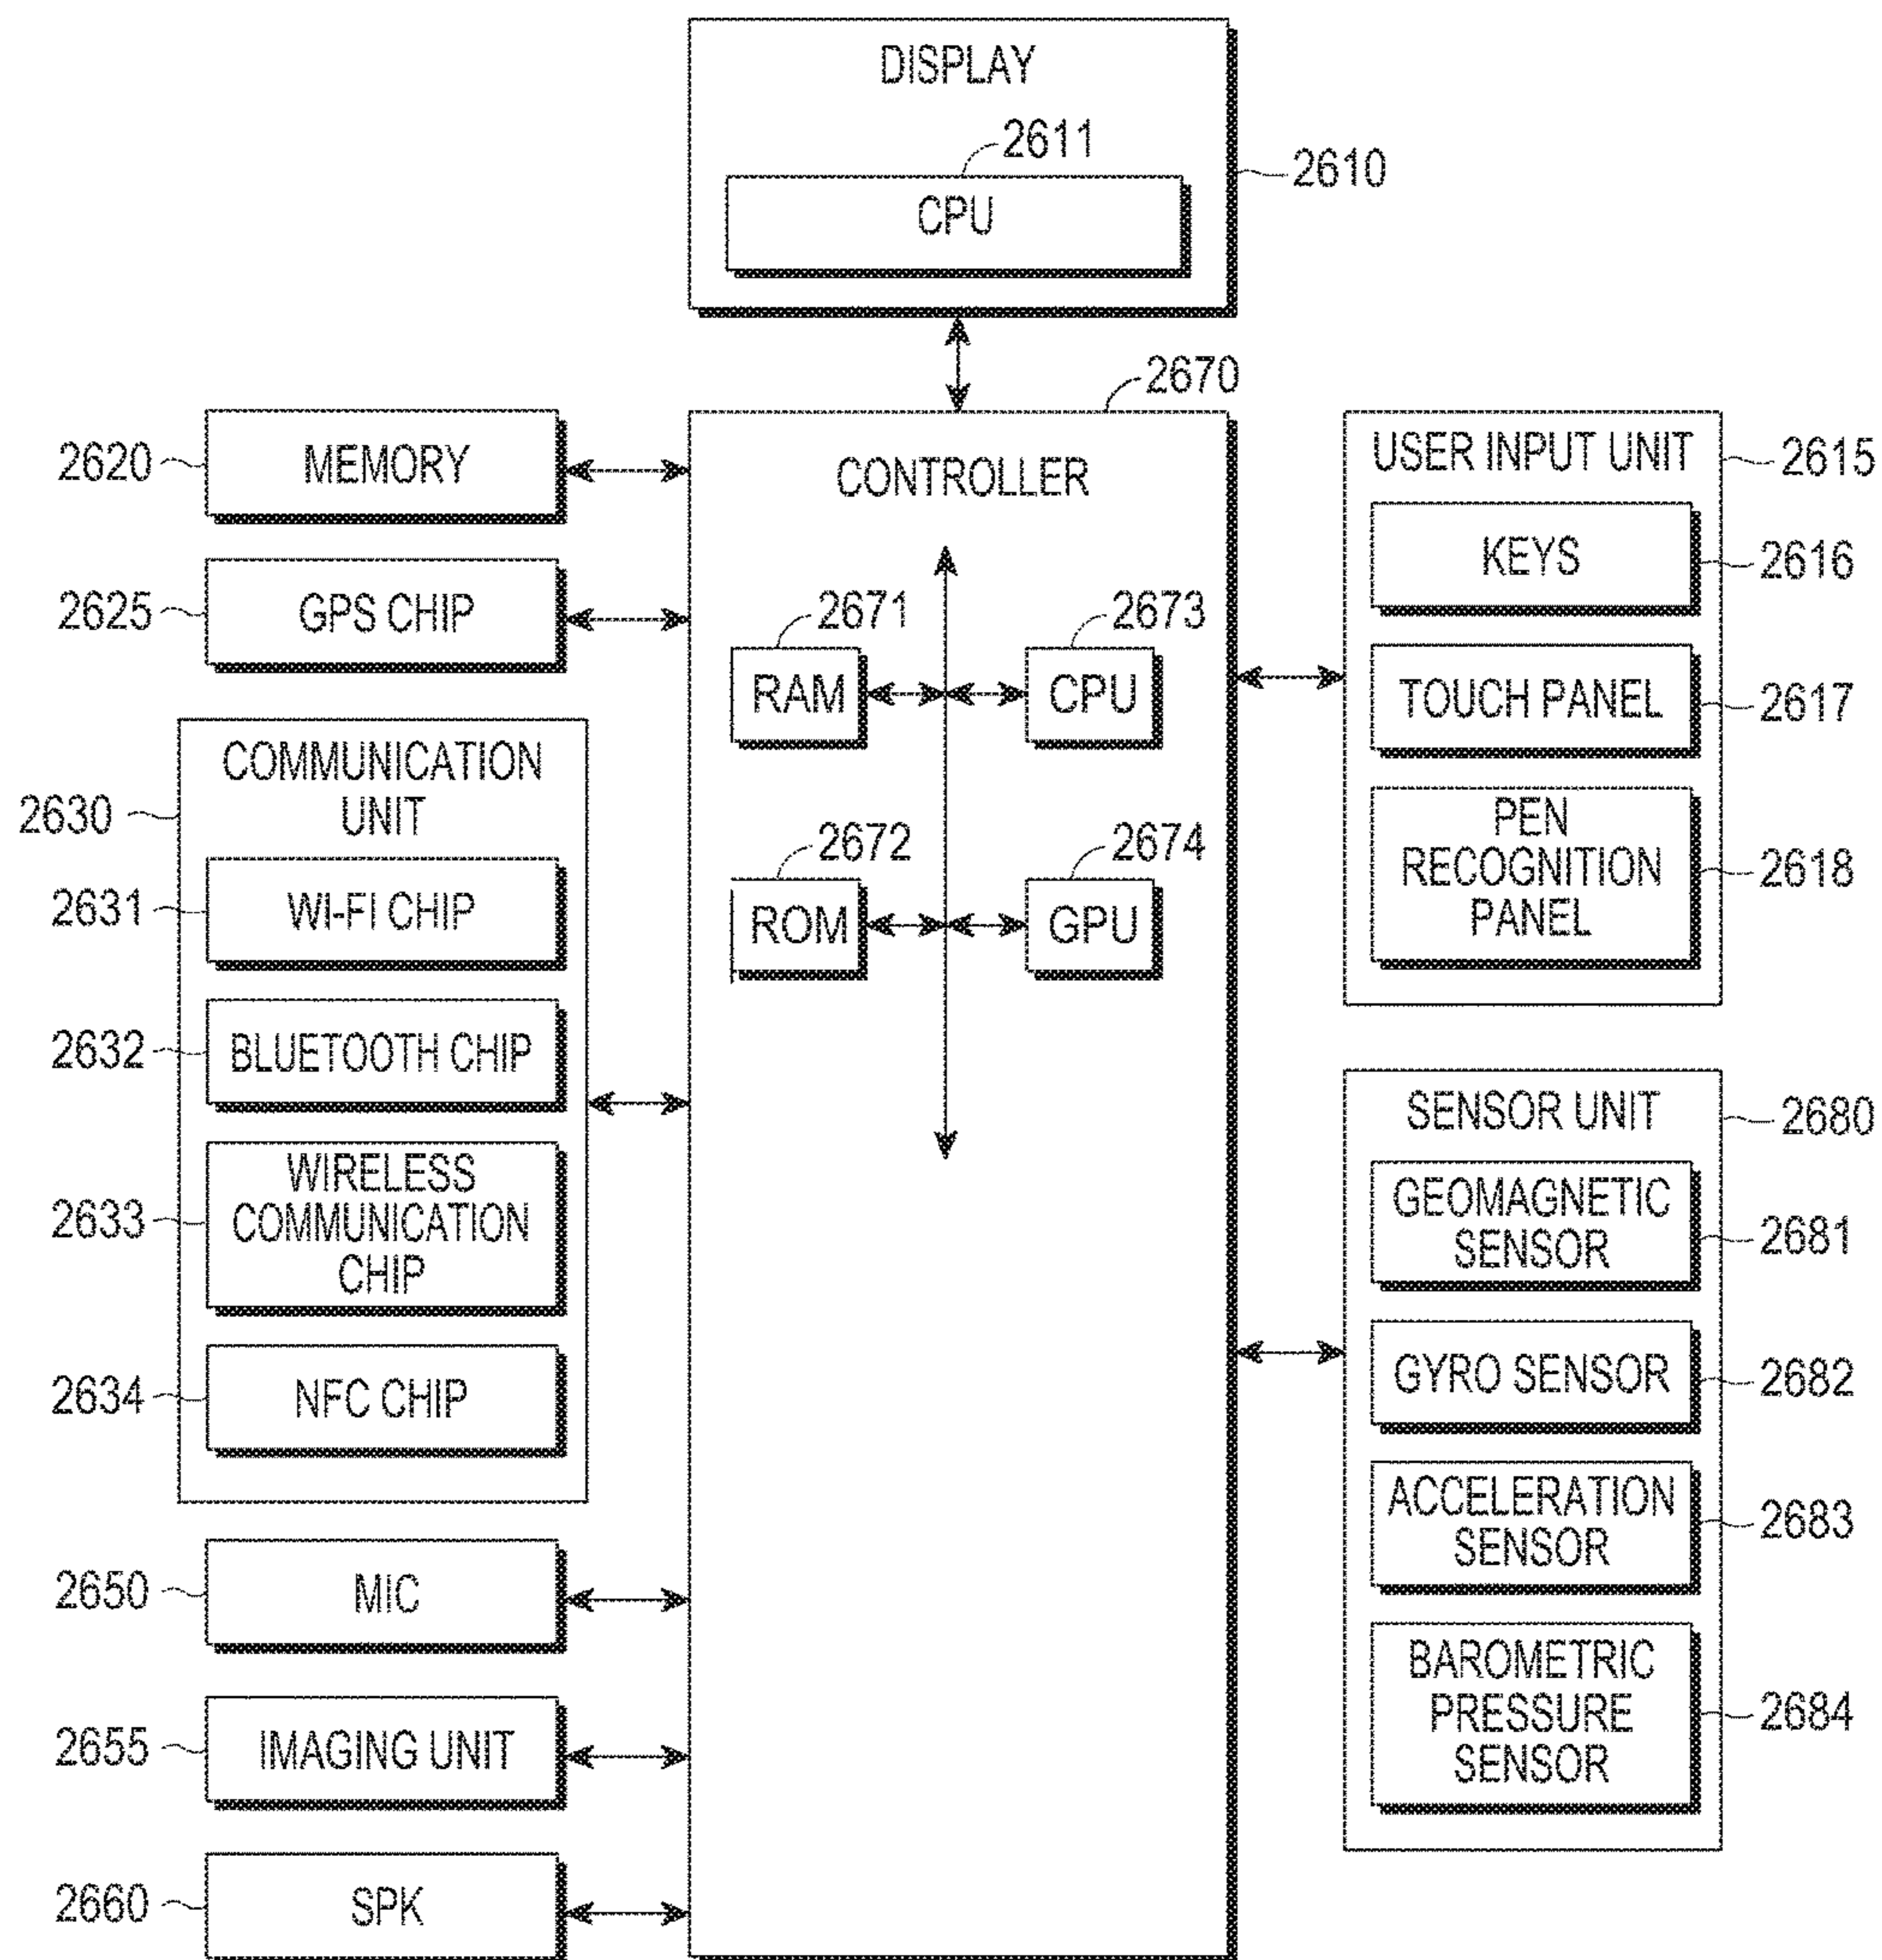 DISPLAY
2611
CPU
2610
2670
CONTROLLER
2620
MEMORY
2625
GPS CHIP
2630
COMMUNICATION
UNIT
2631
WI-FI CHIP
2632
BLUETOOTH CHIP
2633
WIRELESS
COMMUNICATION
CHIP
2634
NFC CHIP
2650
MIC
2655
IMAGING UNIT
2660
SPK
2671
RAM
2673
CPU
2672
ROM
2674
GPU
USER INPUT UNIT
2615
KEYS
2616
TOUCH PANEL
2617
PEN
RECOGNITION
PANEL
2618
SENSOR UNIT
2680
GEOMAGNETIC
SENSOR
2681
GYRO SENSOR
2682
ACCELERATION
SENSOR
2683
BAROMETRIC
PRESSURE
SENSOR
2684